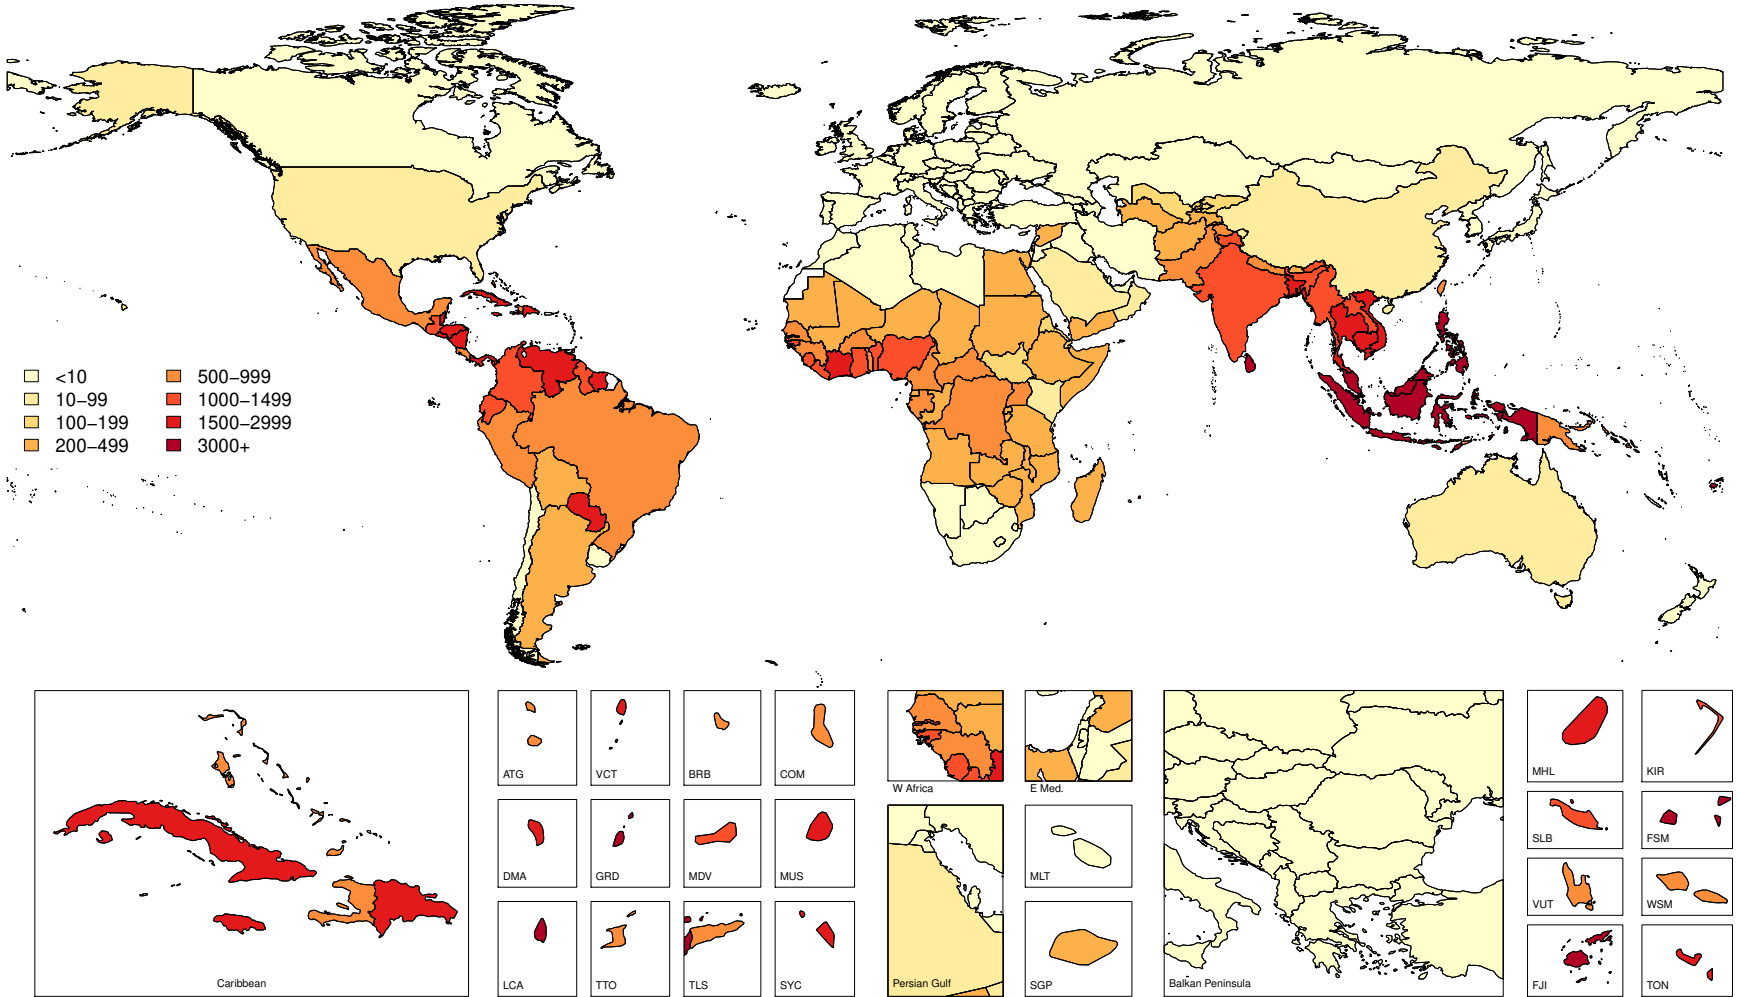 <10
10–99
100–199
200–499
500–999
1000–1499
1500–2999
3000+
ATG
VCT
BRB
COM
W Africa
E Med.
MHL
KIR
DMA
GRD
MDV
MUS
MLT
SLB
FSM
VUT
WSM
Caribbean
LCA
TTO
TLS
SYC
Persian Gulf
SGP
Balkan Peninsula
FJI
TON